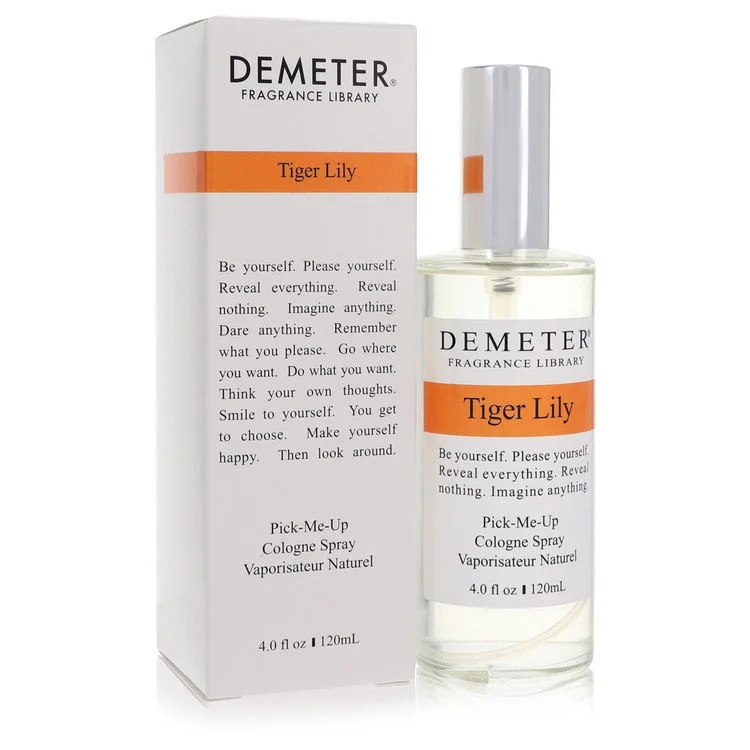 DEMETER®
FRAGRANCE LIBRARY
Tiger Lily
Be yourself. Please yourself.
Reveal everything. Reveal
nothing. Imagine anything.
Dare anything. Remember
what you please. Go where
you want. Do what you want.
Think your own thoughts.
Smile to yourself. You get
to choose. Make yourself
happy. Then look around.
Pick-Me-Up
Cologne Spray
Vaporisateur Naturel
4.0 fl oz 120mL
DEMETER®
FRAGRANCE LIBRARY
Tiger Lily
Be yourself. Please yourself.
Reveal everything. Reveal
nothing. Imagine anything.
Pick-Me-Up
Cologne Spray
Vaporisateur Naturel
4.0 fl oz 120mL